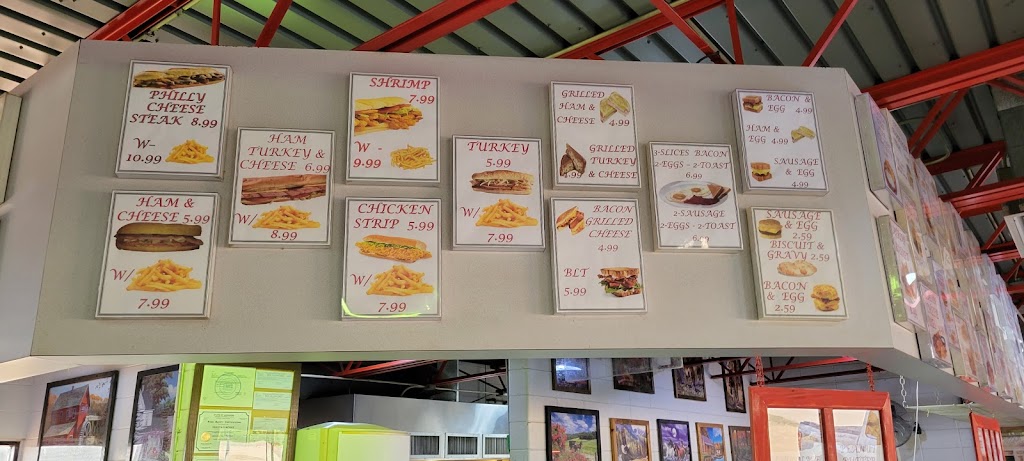 PHILLY
CHEESE
STEAK 8.99
W-
10.99
HAM &
CHEESE 5.99
W/
7.99
HAM
TURKEY &
CHEESE 6.99
W/
8.99
SHRIMP
7.99
W -
9.99
CHICKEN
STRIP 5.99
W/
7.99
TURKEY
5.99
W/
7.99
GRILLED
HAM &
CHEESE
4.99
GRILLED
TURKEY
& CHEESE
BACON
GRILLED
CHEESE
4.99
BLT
5.99
3-SLICES BACON
2-EGGS - 2-TOAST
6.99
2-SAUSAGE
2-EGGS - 2-TOAST
BACON &
EGG 4.99
HAM &
EGG 4.99
SAUSAGE
& EGG
4.99
SAUSAGE
& EGG
2.59
BISCUIT &
GRAVY 2.59
BACON
& EGG
2.59